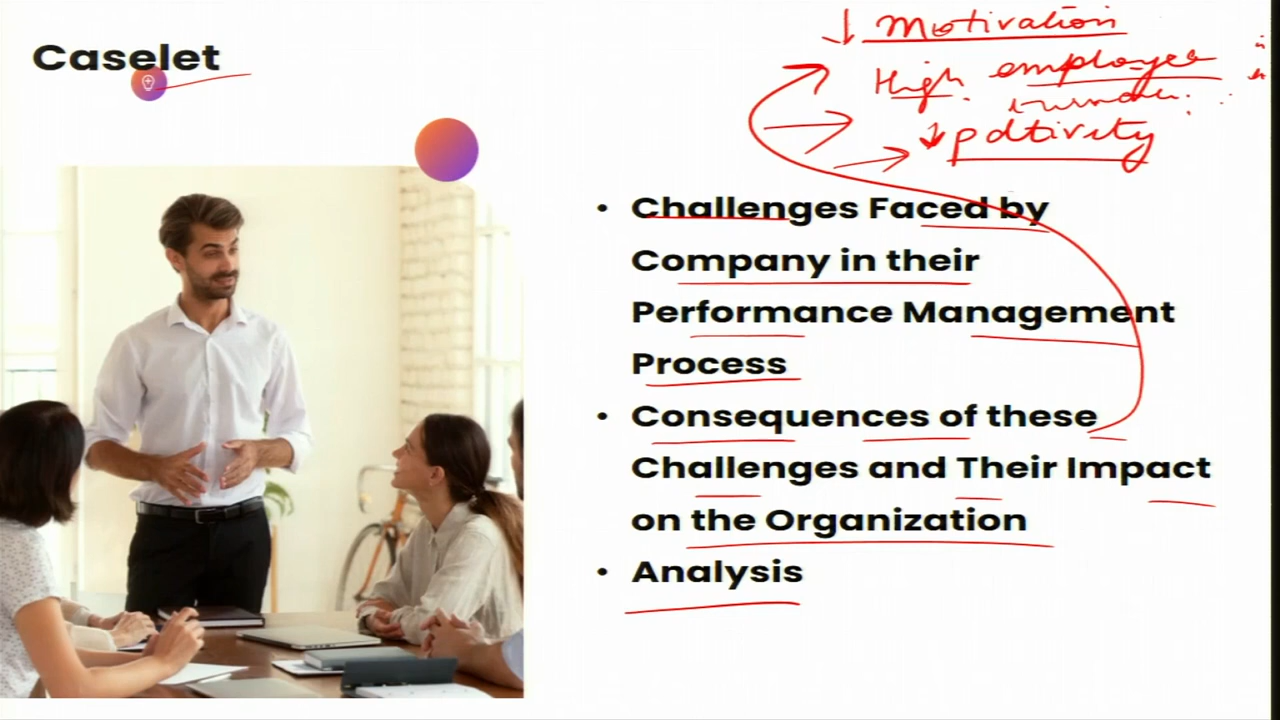 Caselet
↓ Motivation
High employee
↓ Pdtivity
• Challenges Faced by
Company in their
Performance Management
Process
• Consequences of these
Challenges and Their Impact
on the Organization
• Analysis